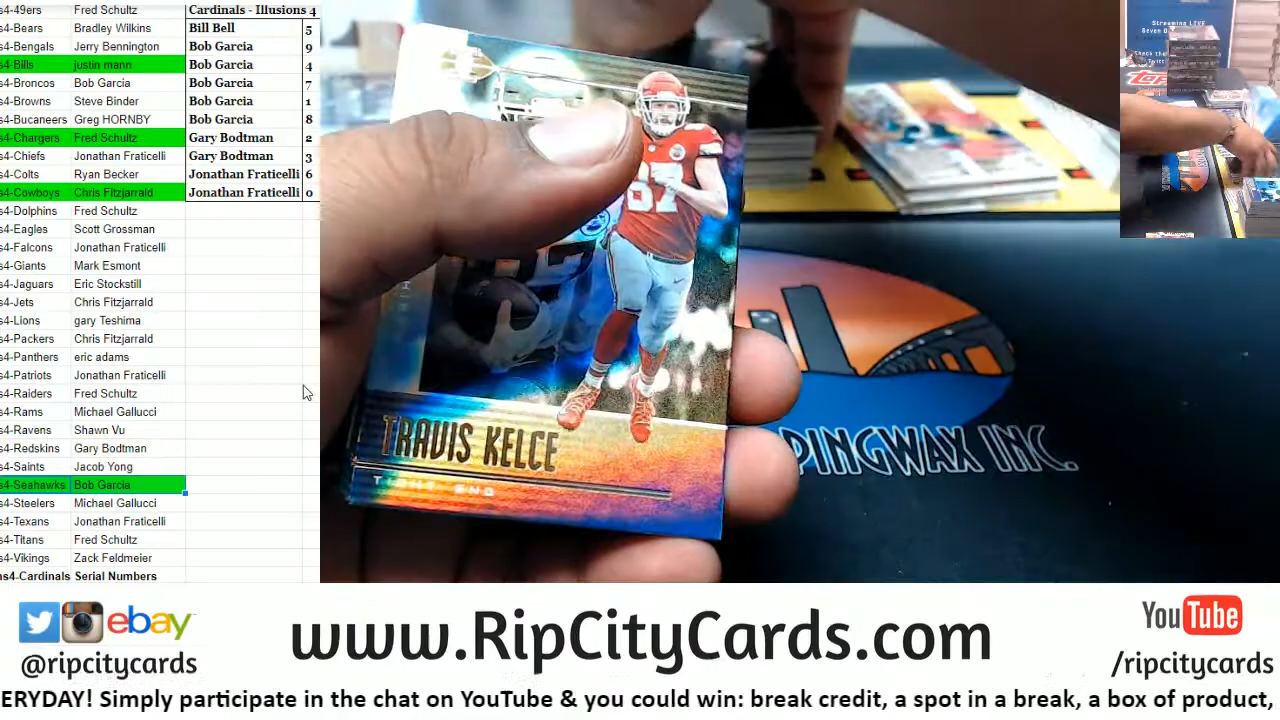 s4-49ers Fred Schultz
s4-Bears Bradley Wilkins
s4-Bengals Jerry Bennington
s4-Bills justin mann
s4-Broncos Bob Garcia
s4-Browns Steve Binder
s4-Bucaneers Greg HORNBY
s4-Chargers Fred Schultz
s4-Chiefs Jonathan Fraticelli
s4-Colts Ryan Becker
s4-Cowboys Chris Fitzjarrald
s4-Dolphins Fred Schultz
s4-Eagles Scott Grossman
s4-Falcons Jonathan Fraticelli
s4-Giants Mark Esmont
s4-Jaguars Eric Stockstill
s4-Jets Chris Fitzjarrald
s4-Lions gary Teshima
s4-Packers Chris Fitzjarrald
s4-Panthers eric adams
s4-Patriots Jonathan Fraticelli
s4-Raiders Fred Schultz
s4-Rams Michael Gallucci
s4-Ravens Shawn Vu
s4-Redskins Gary Bodtman
s4-Saints Jacob Yong
s4-Seahawks Bob Garcia
s4-Steelers Michael Gallucci
s4-Texans Jonathan Fraticelli
s4-Titans Fred Schultz
s4-Vikings Zack Feldmeier
ns4-Cardinals Serial Numbers
Cardinals - Illusions 4
Bill Bell 5
Bob Garcia 9
Bob Garcia 4
Bob Garcia 7
Bob Garcia 1
Bob Garcia 8
Gary Bodtman 2
Gary Bodtman 3
Jonathan Fraticelli 6
Jonathan Fraticelli 0
87
TRAVIS KELCE
TIGHT END
PINGWAX INC.
Streaming LIVE
ebay
@ripcitycards
www.RipCityCards.com
YouTube
/ripcitycards
ERYDAY! Simply participate in the chat on YouTube & you could win: break credit, a spot in a break, a box of product,